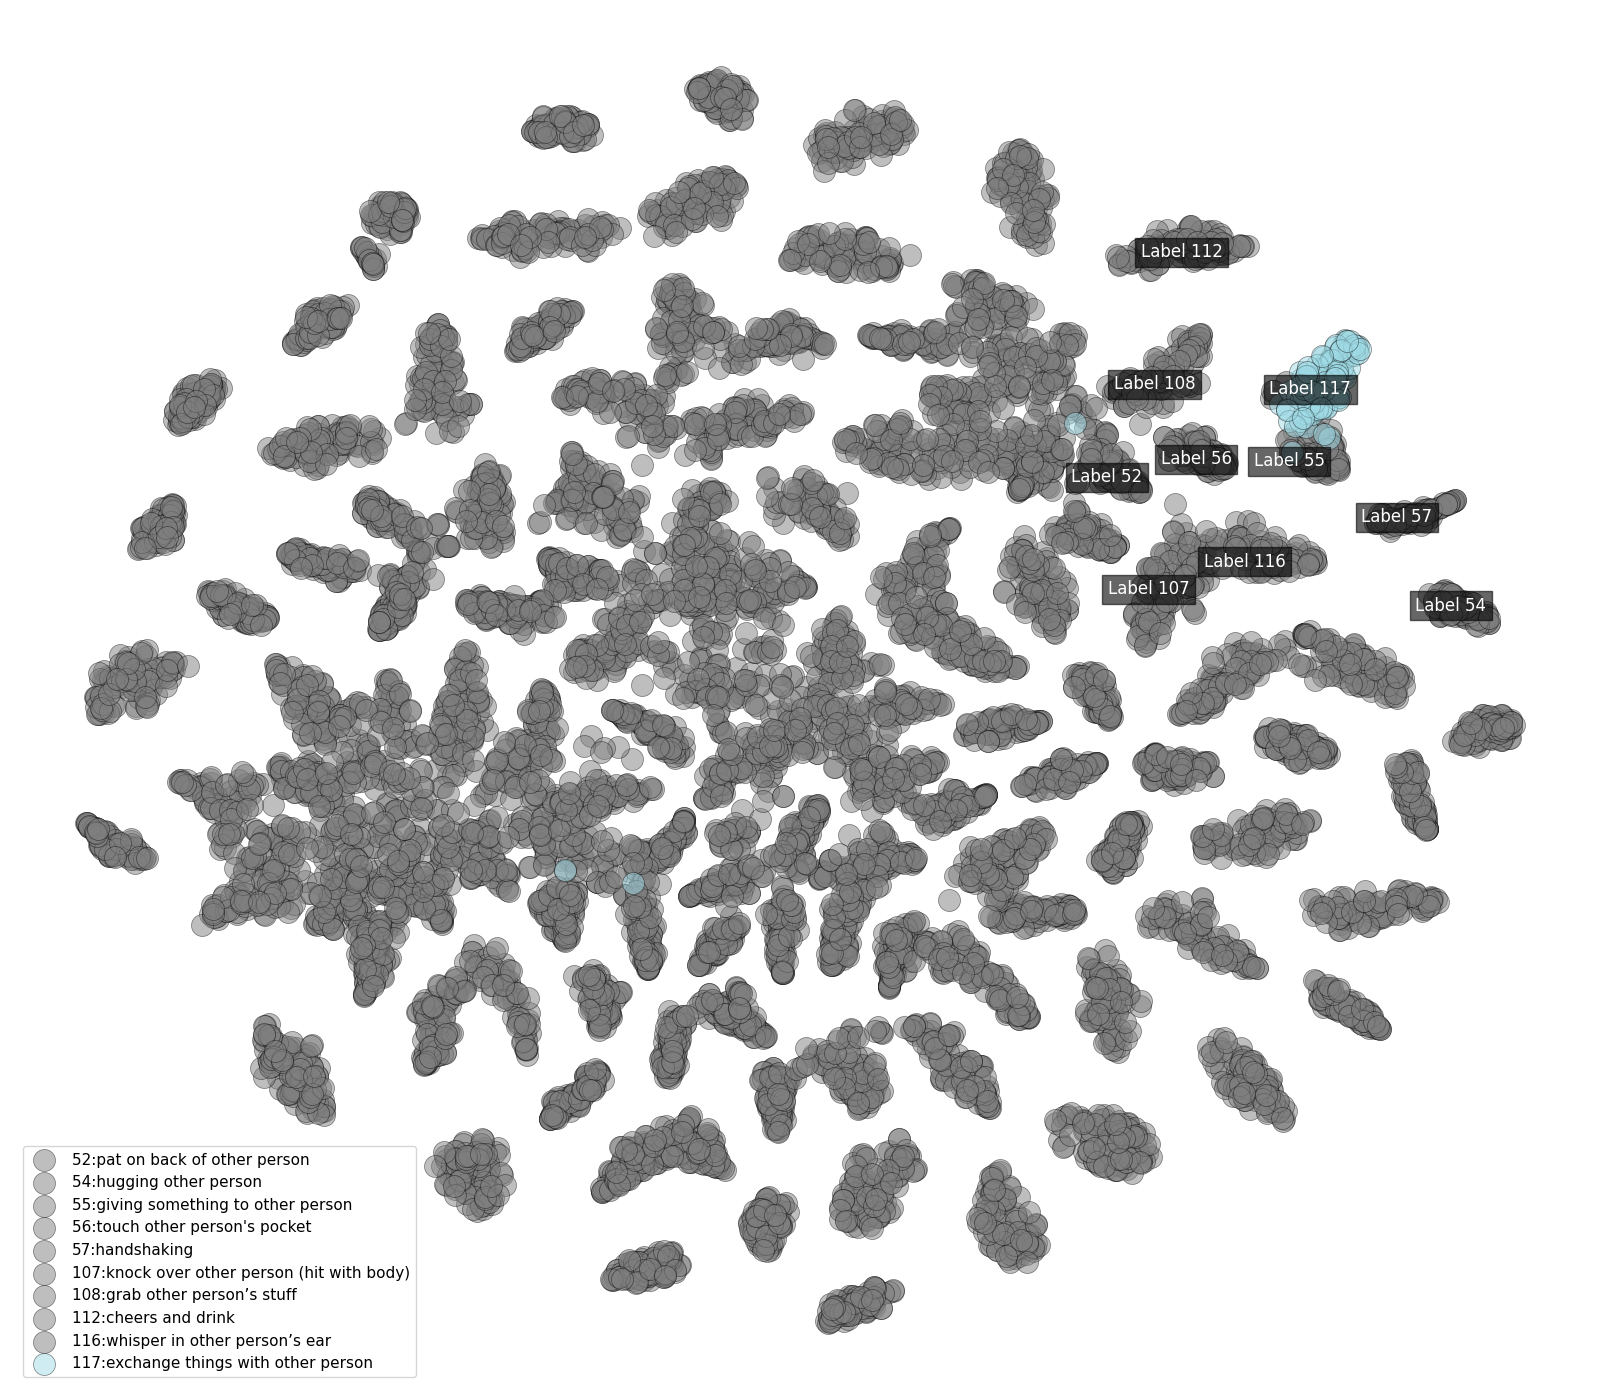 Label 112
Label 108
Label 117
Label 52
Label 56
Label 55
Label 57
Label 116
Label 107
Label 54
52:pat on back of other person
54:hugging other person
55:giving something to other person
56:touch other person's pocket
57:handshaking
107:knock over other person (hit with body)
108:grab other person’s stuff
112:cheers and drink
116:whisper in other person’s ear
117:exchange things with other person